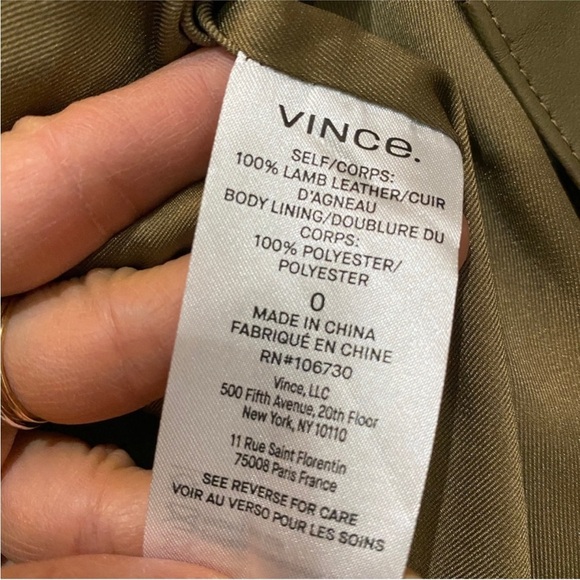 VINCe.
SELF/CORPS:
100% LAMB LEATHER/CUIR
D'AGNEAU
BODY LINING/DOUBLURE DU
CORPS:
100% POLYESTER/
POLYESTER
0
MADE IN CHINA
FABRIQUÉ EN CHINE
RN#106730
Vince, LLC
500 Fifth Avenue, 20th Floor
New York, NY 10110
11 Rue Saint Florentin
75008 Paris France
SEE REVERSE FOR CARE
VOIR AU VERSO POUR LES SOINS